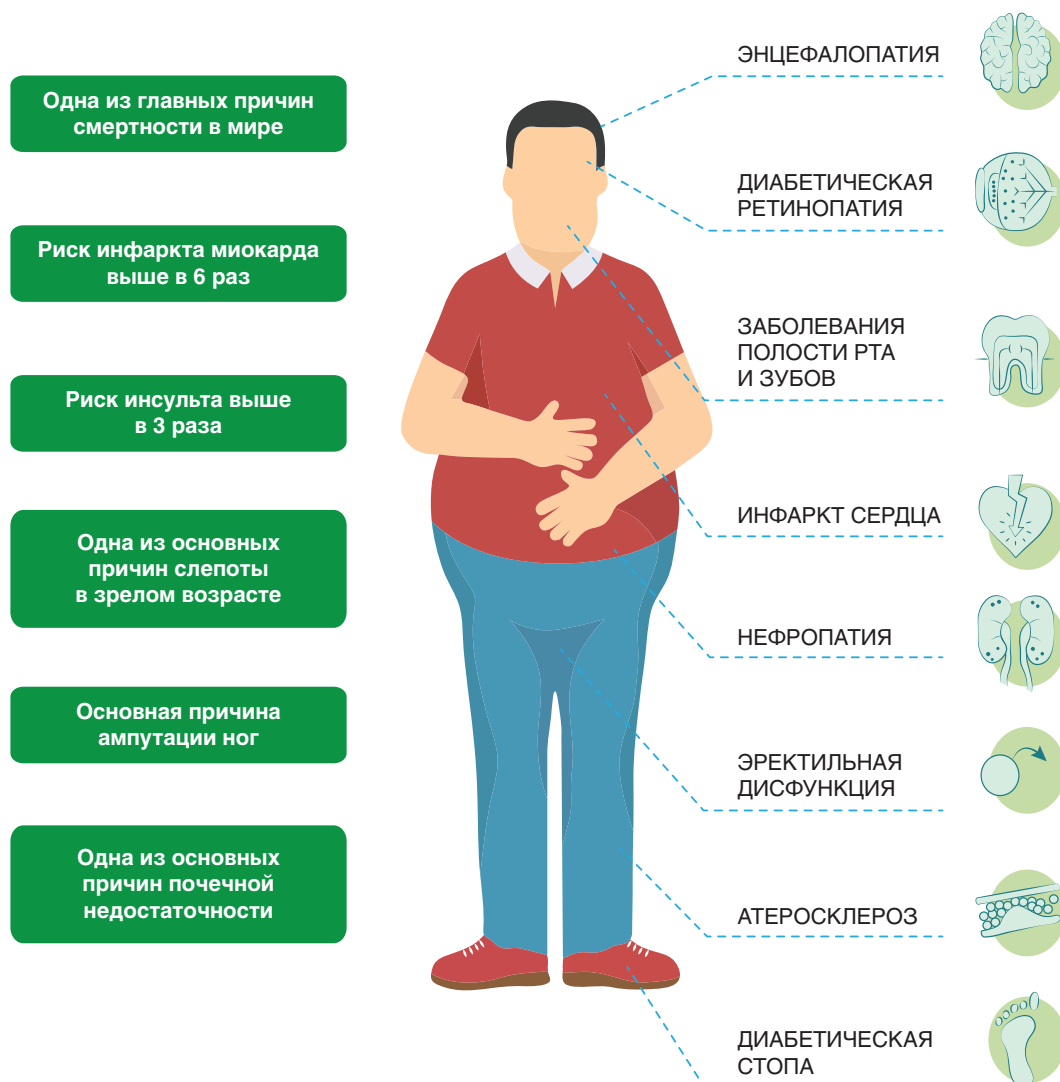 Одна из главных причин
смертности в мире
Риск инфаркта миокарда
выше в 6 раз
Риск инсульта выше
в 3 раза
Одна из основных
причин слепоты
в зрелом возрасте
Основная причина
ампутации ног
Одна из основных
причин почечной
недостаточности
ЭНЦЕФАЛОПАТИЯ
ДИАБЕТИЧЕСКАЯ
РЕТИНОПАТИЯ
ЗАБОЛЕВАНИЯ
ПОЛОСТИ РТА
И ЗУБОВ
ИНФАРКТ СЕРДЦА
НЕФРОПАТИЯ
ЭРЕКТИЛЬНАЯ
ДИСФУНКЦИЯ
АТЕРОСКЛЕРОЗ
ДИАБЕТИЧЕСКАЯ
СТОПА